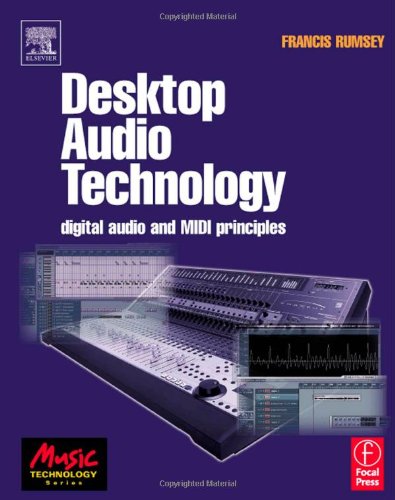 ELSEVIER
FRANCIS RUMSEY
Desktop
Audio
Technology
digital audio and MIDI principles
Music
TECHNOLOGY
Series
Focal
Press
Copyrighted Material
Copyrighted Material